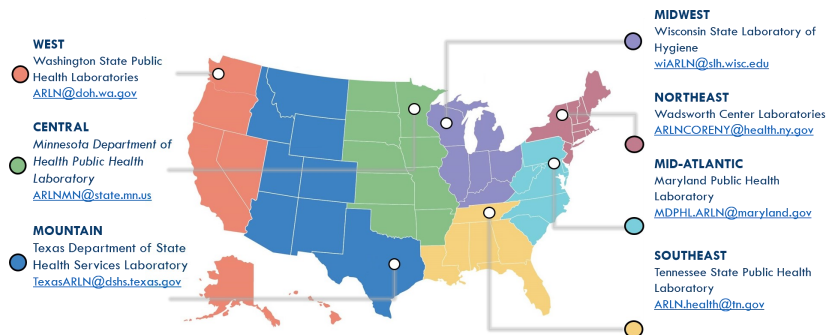 WEST
Washington State Public
Health Laboratories
ARLN@doh.wa.gov
CENTRAL
Minnesota Department of
Health Public Health
Laboratory
ARLNMN@state.mn.us
MOUNTAIN
Texas Department of State
Health Services Laboratory
TexasARLN@dshs.texas.gov
MIDWEST
Wisconsin State Laboratory of
Hygiene
wiARLN@slh.wisc.edu
NORTHEAST
Wadsworth Center Laboratories
ARLNCORENY@health.ny.gov
MID-ATLANTIC
Maryland Public Health
Laboratory
MDPHL.ARLN@maryland.gov
SOUTHEAST
Tennessee State Public Health
Laboratory
ARLN.health@tn.gov